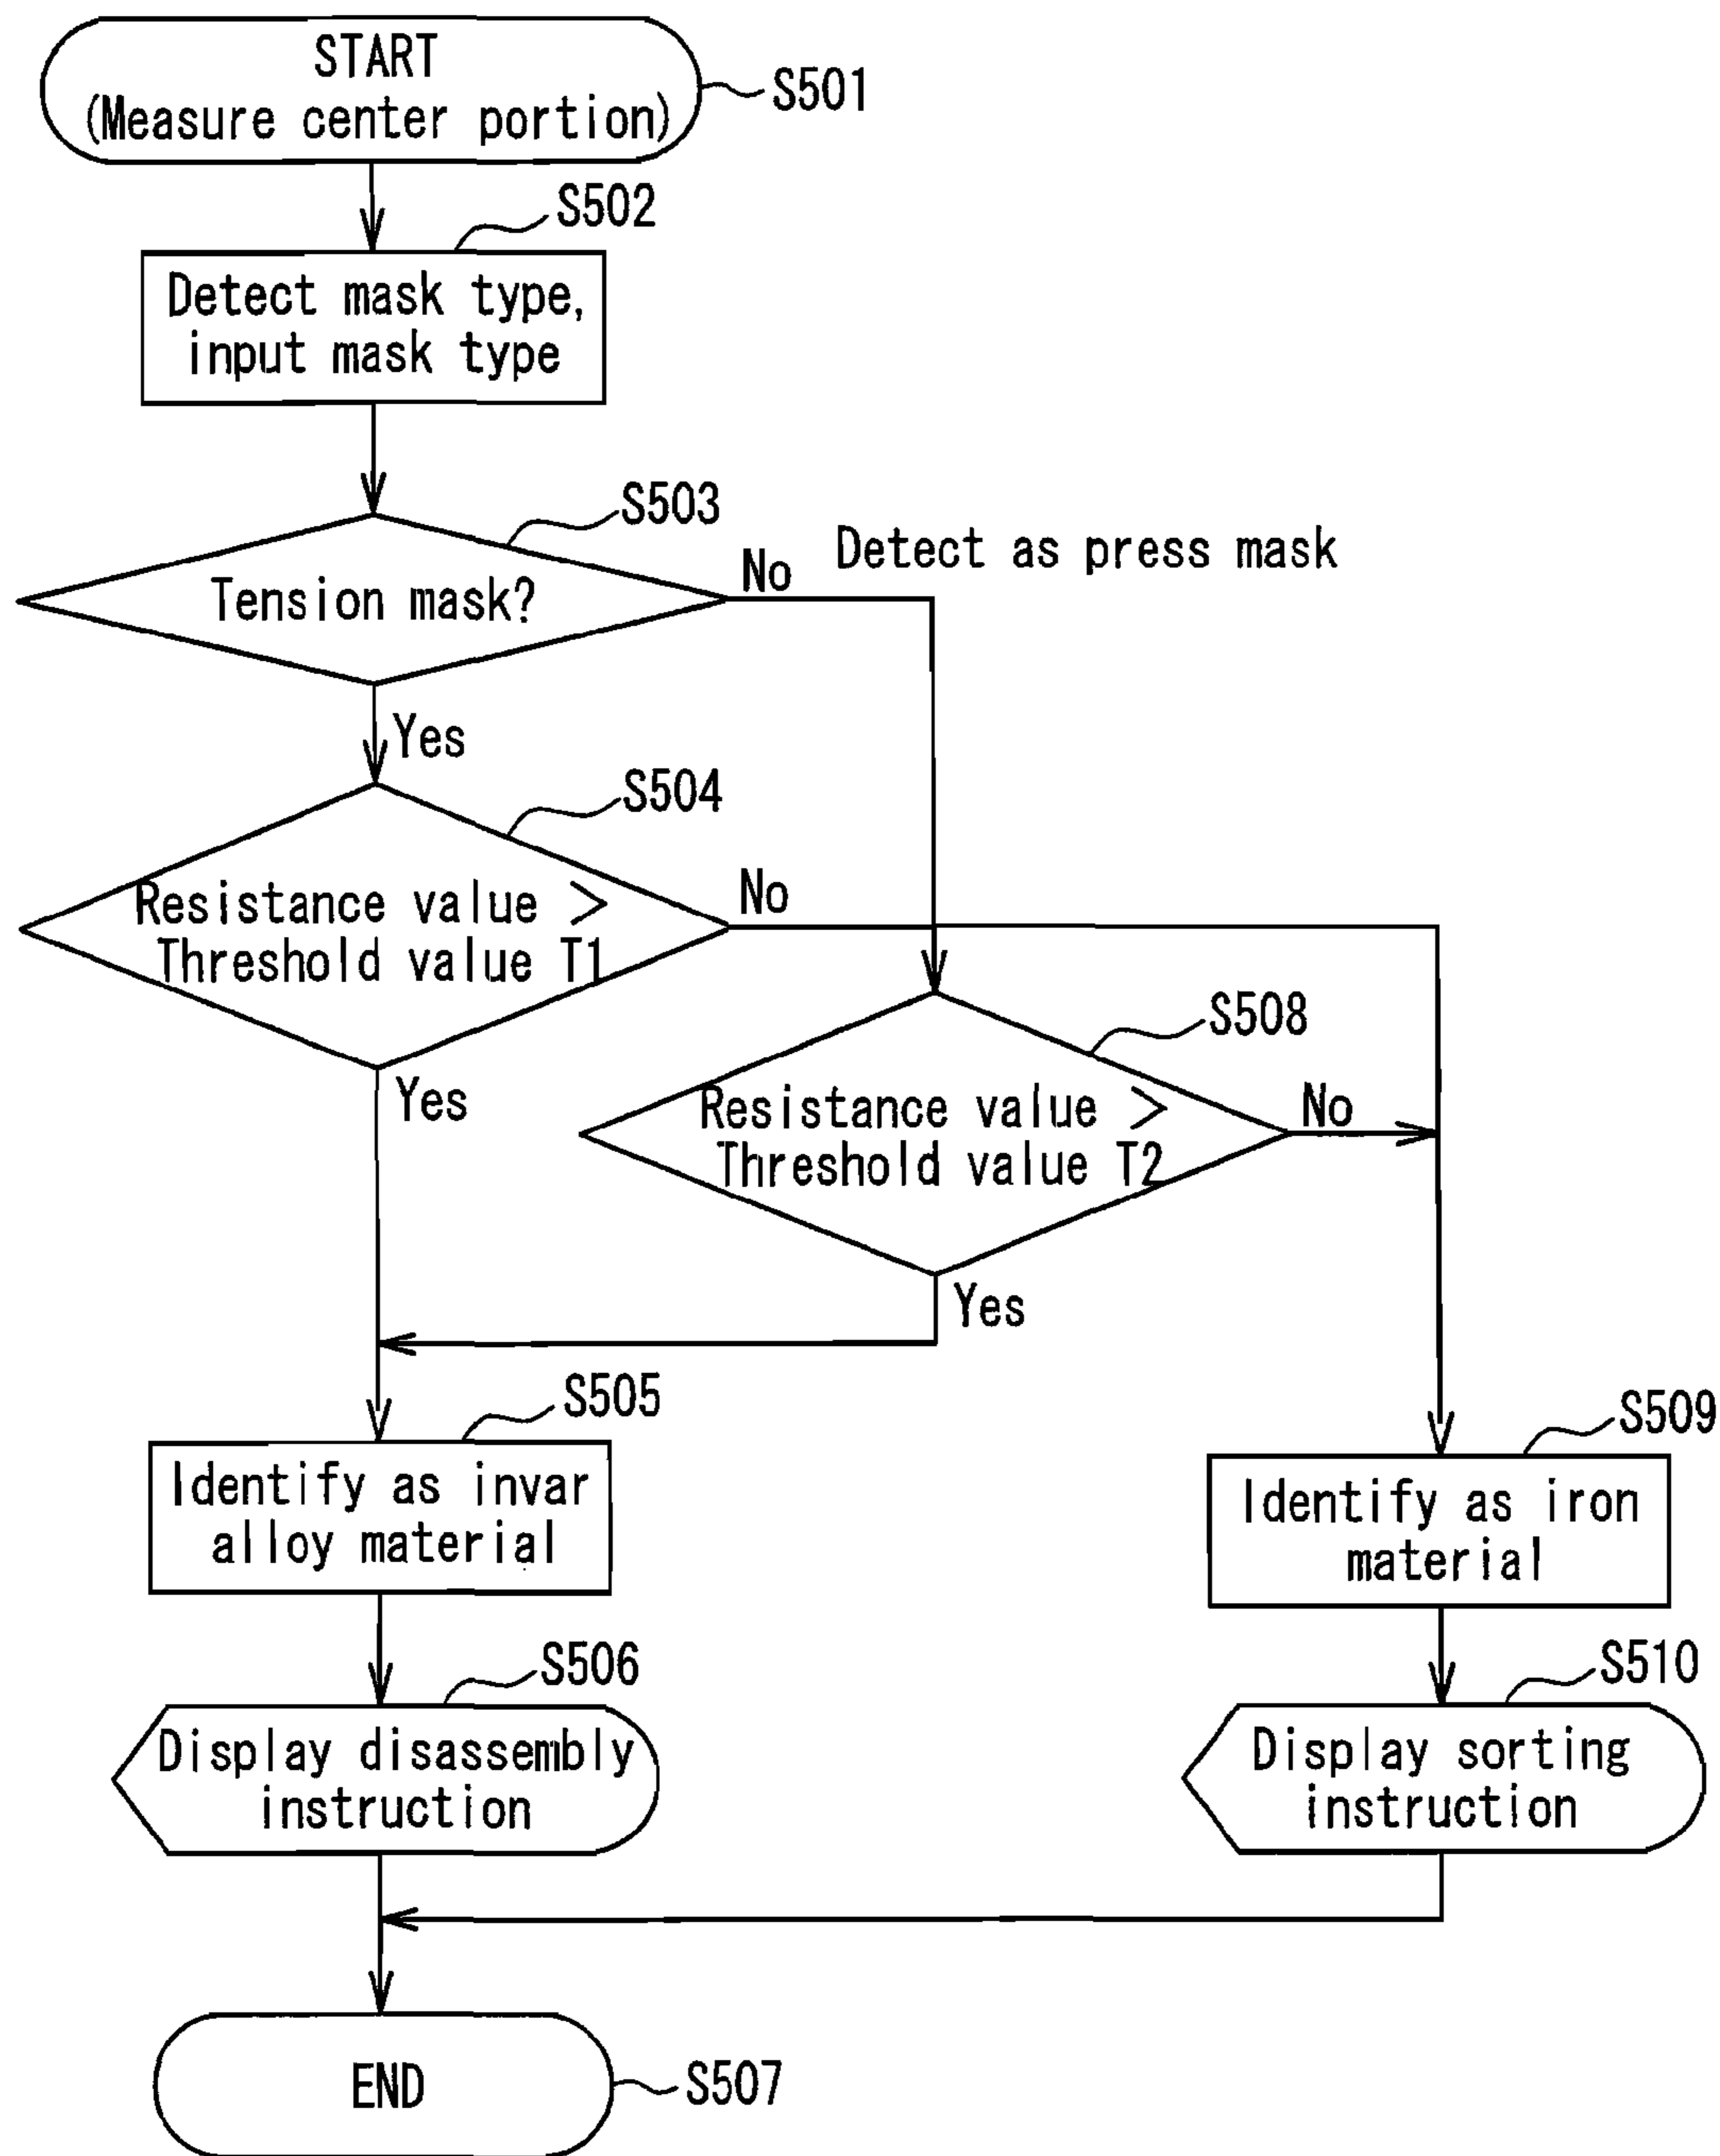 START
(Measure center portion)
S501
S502
Detect mask type,
input mask type
S503
Tension mask?
No
Detect as press mask
Yes
S504
Resistance value >
Threshold value T1
No
Yes
S508
Resistance value >
Threshold value T2
No
Yes
S505
Identify as invar
alloy material
S509
Identify as iron
material
S506
Display disassembly
instruction
S510
Display sorting
instruction
END
S507